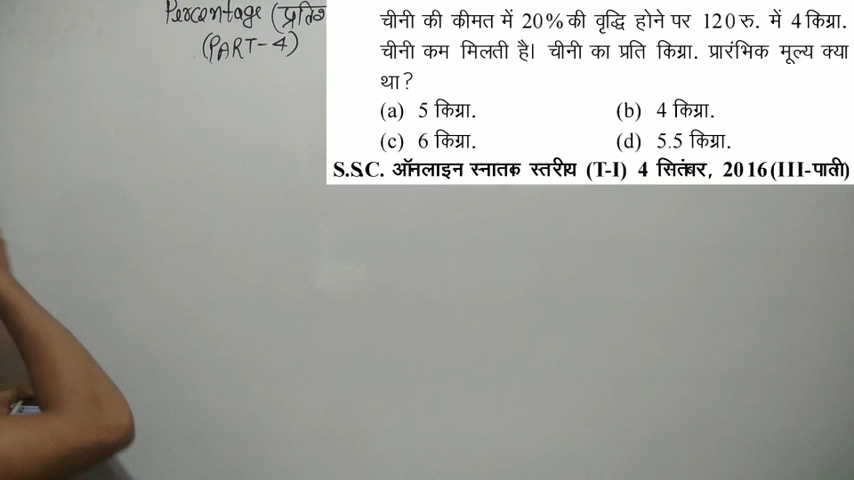 Percentage (प्रतिश
(PART-4)
चीनी की कीमत में 20% की वृद्धि होने पर 120 रु. में 4 किग्रा.
चीनी कम मिलती है। चीनी का प्रति किग्रा. प्रारंभिक मूल्य क्या
था?
(a) 5 किग्रा. (b) 4 किग्रा.
(c) 6 किग्रा. (d) 5.5 किग्रा.
S.S.C. ऑनलाइन स्नातक स्तरीय (T-I) 4 सितंबर, 2016 (III-पाली)